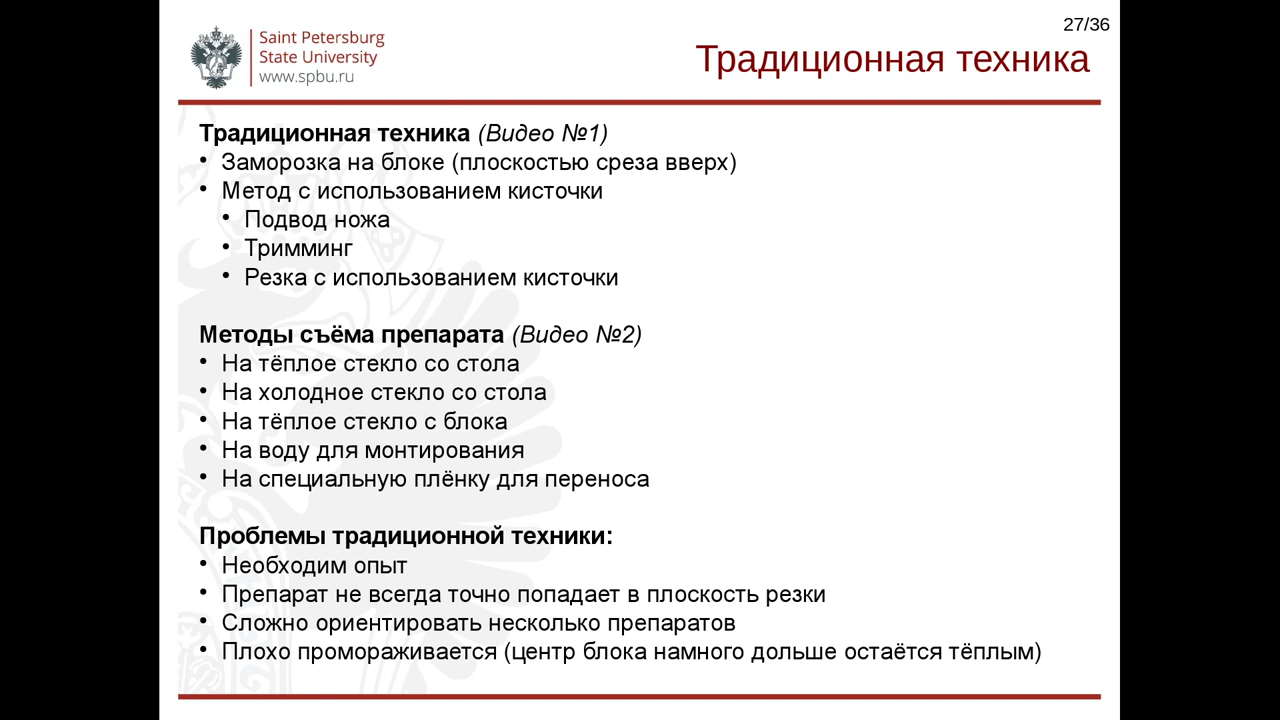 27/36
Saint Petersburg
State University
www.spbu.ru
Традиционная техника
Традиционная техника (Видео №1)
• Заморозка на блоке (плоскостью среза вверх)
• Метод с использованием кисточки
• Подвод ножа
• Тримминг
• Резка с использованием кисточки
Методы съёма препарата (Видео №2)
• На тёплое стекло со стола
• На холодное стекло со стола
• На тёплое стекло с блока
• На воду для монтирования
• На специальную плёнку для переноса
Проблемы традиционной техники:
• Необходим опыт
• Препарат не всегда точно попадает в плоскость резки
• Сложно ориентировать несколько препаратов
• Плохо промораживается (центр блока намного дольше остаётся тёплым)